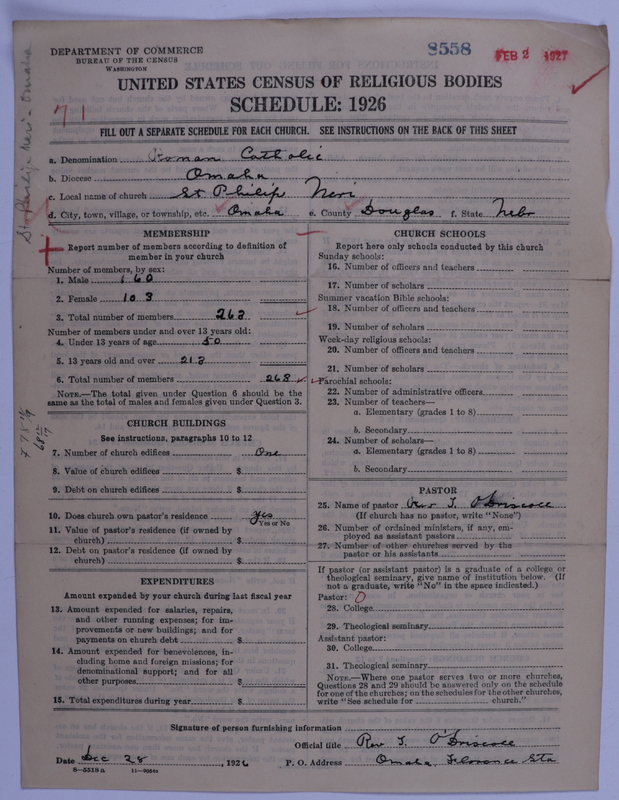 DEPARTMENT OF COMMERCE
BUREAU OF THE CENSUS
WASHINGTON
8558
FEB 2 1927
UNITED STATES CENSUS OF RELIGIOUS BODIES
SCHEDULE: 1926
71
FILL OUT A SEPARATE SCHEDULE FOR EACH CHURCH. SEE INSTRUCTIONS ON THE BACK OF THIS SHEET
a. Denomination Roman Catholic
b. Diocese Omaha
c. Local name of church St Philip Neri
d. City, town, village, or township, etc. Omaha e. County Douglas f. State Nebr
St. Philip Neri - Omaha
MEMBERSHIP
Report number of members according to definition of
member in your church
Number of members, by sex:
1. Male 160
2. Female 103
3. Total number of members 263
Number of members under and over 13 years old:
4. Under 13 years of age 50
5. 13 years old and over 213
6. Total number of members 263
NOTE.—The total given under Question 6 should be
same as the total of males and females given under Question 3.
CHURCH BUILDINGS
See instructions, paragraphs 10 to 12
7. Number of church edifices One
8. Value of church edifices $
9. Debt on church edifices $
10. Does church own pastor's residence yes
Yes or No
11. Value of pastor's residence (if owned by
church) $
12. Debt on pastor's residence (if owned by
church) $
EXPENDITURES
Amount expended by your church during last fiscal year
13. Amount expended for salaries, repairs,
and other running expenses; for im-
provements or new buildings; and for
payments on church debt $
14. Amount expended for benevolences, in-
cluding home and foreign missions; for
denominational support; and for all
other purposes $
15. Total expenditures during year $
CHURCH SCHOOLS
Report here only schools conducted by this church
Sunday schools:
16. Number of officers and teachers
17. Number of scholars
Summer vacation Bible schools:
18. Number of officers and teachers
19. Number of scholars
Week-day religious schools:
20. Number of officers and teachers
21. Number of scholars
Parochial schools:
22. Number of administrative officers
23. Number of teachers—
a. Elementary (grades 1 to 8)
b. Secondary
24. Number of scholars—
a. Elementary (grades 1 to 8)
b. Secondary
PASTOR
25. Name of pastor Rev T. O'Driscoll
(If church has no pastor, write "None")
26. Number of ordained ministers, if any, em-
ployed as assistant pastors
27. Number of other churches served by the
pastor or his assistants
If pastor (or assistant pastor) is a graduate of a college or
theological seminary, give name of institution below. (If
not a graduate, write "No" in the space indicated.)
Pastor: 0
28. College
29. Theological seminary
Assistant pastor:
30. College
31. Theological seminary
NOTE.—Where one pastor serves two or more churches,
Questions 28 and 29 should be answered only on the schedule
for one of the churches; on the schedules for the other churches,
write "See schedule for church."
Signature of person furnishing information
Official title Rev T. O'Driscoll
Date Dec 28, 1926 P. O. Address Omaha, Florence Sta
8—5518a 11—9064a